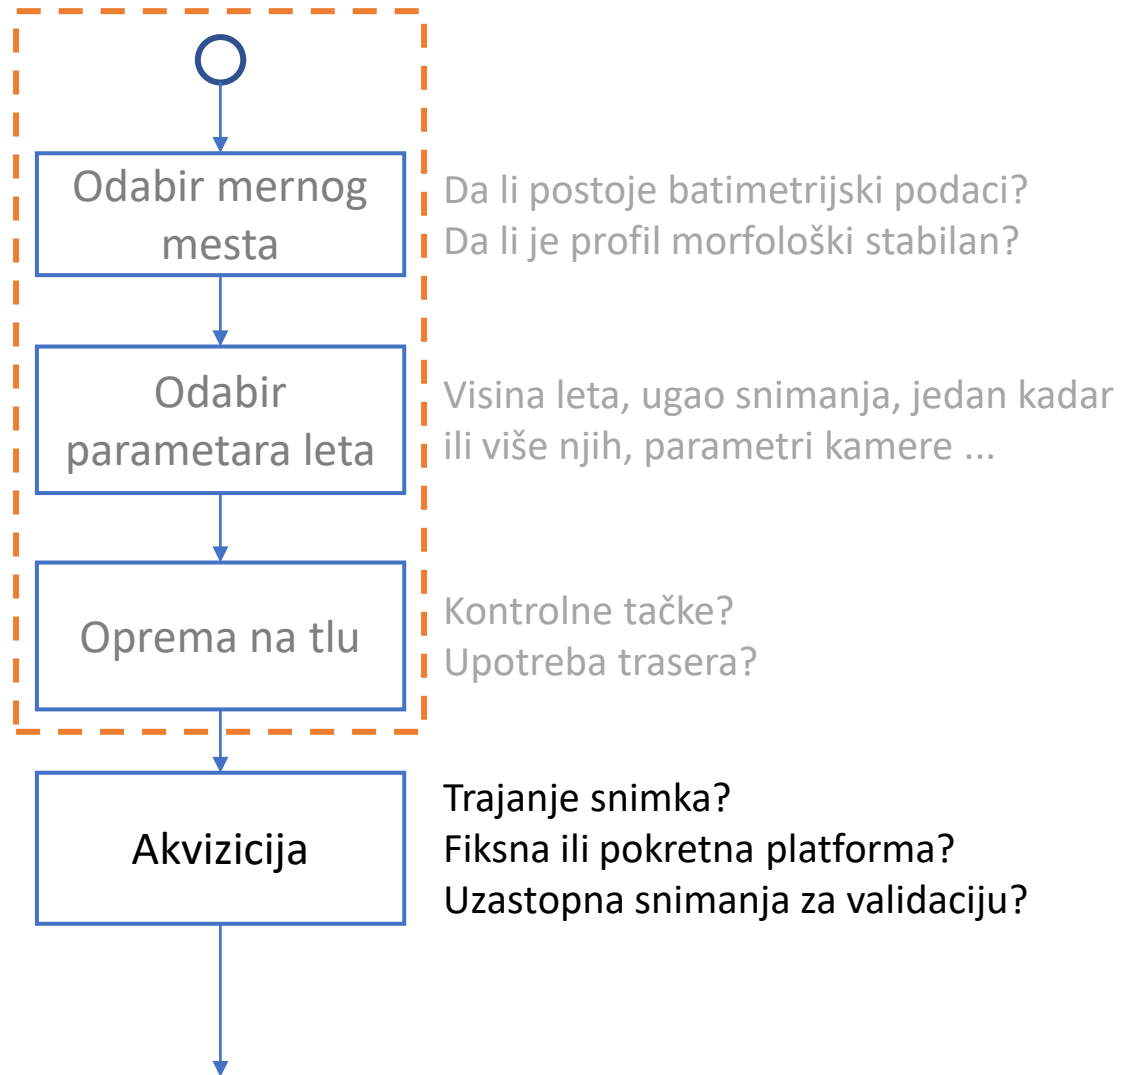 Odabir mernog
mesta
Da li postoje batimetrijski podaci?
Da li je profil morfološki stabilan?
Odabir
parametara leta
Visina leta, ugao snimanja, jedan kadar
ili više njih, parametri kamere ...
Oprema na tlu
Kontrolne tačke?
Upotreba trasera?
Akvizicija
Trajanje snimka?
Fiksna ili pokretna platforma?
Uzastopna snimanja za validaciju?